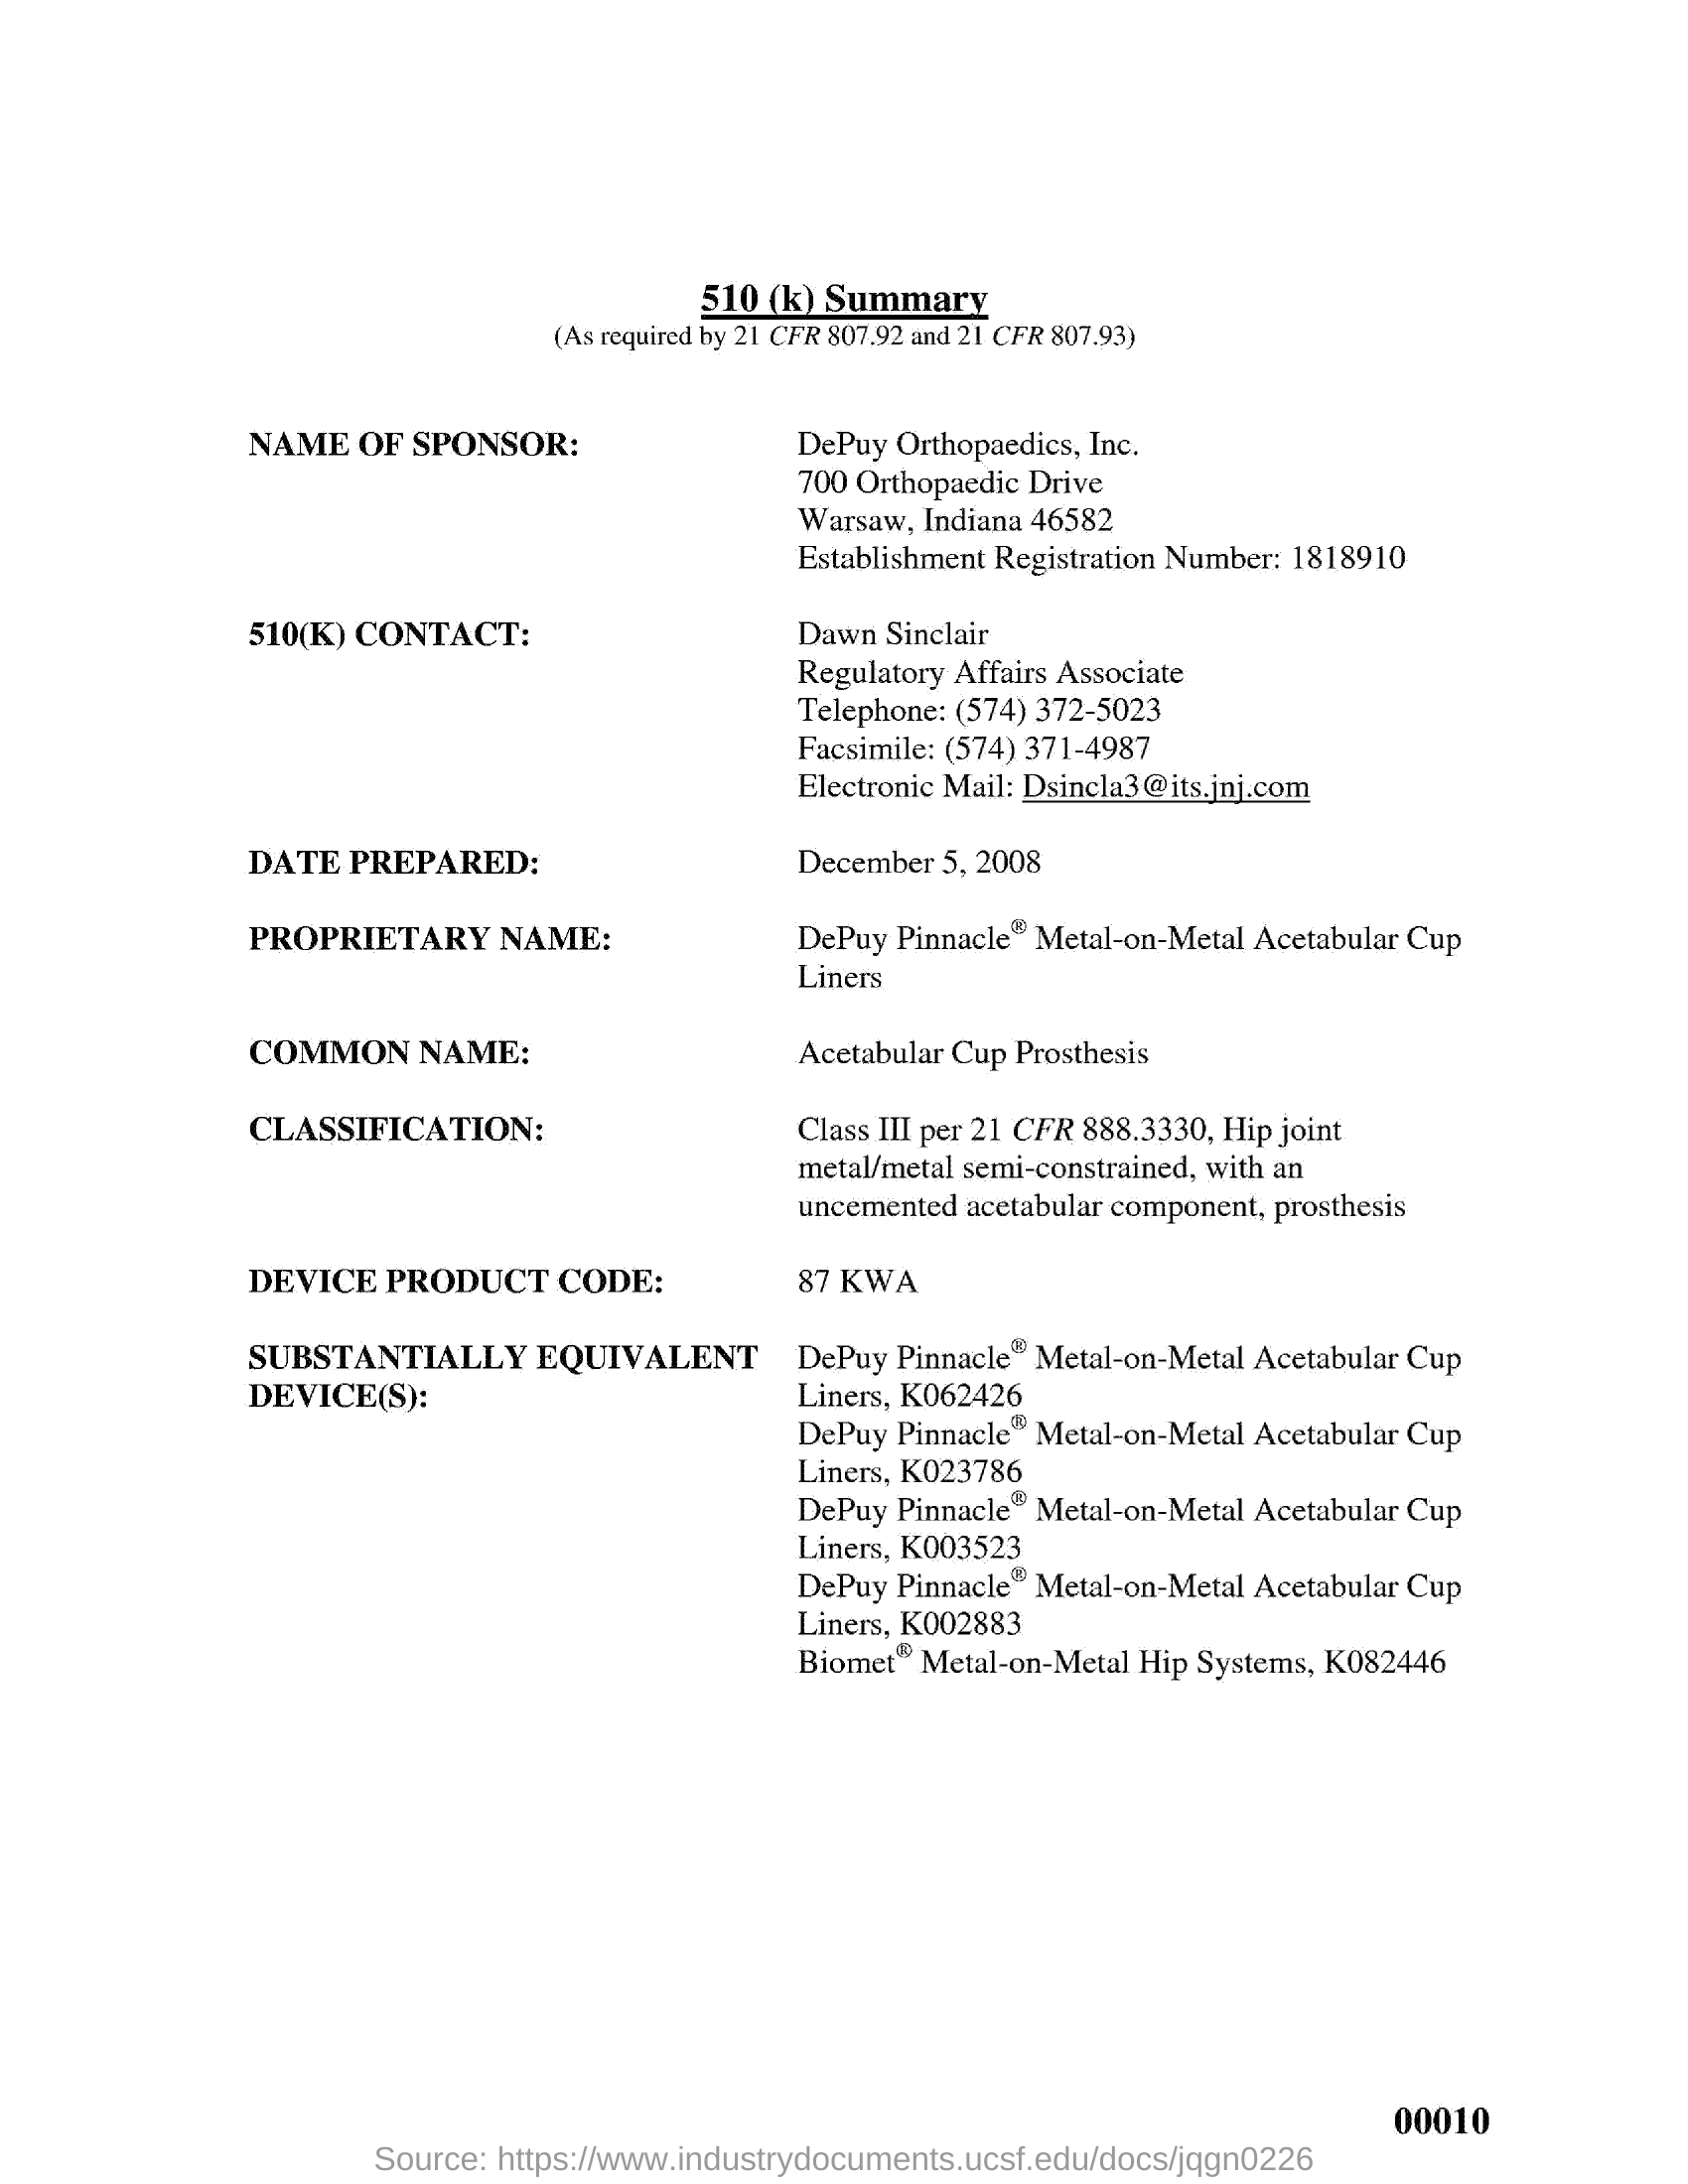 510 (k) Summary
(As required by 21 CFR 807.92 and 21 CFR 807.93)
NAME OF SPONSOR: DePuy Orthopaedics, Inc.
700 Orthopaedic Drive
Warsaw, Indiana 46582
Establishment Registration Number: 1818910
510(K) CONTACT: Dawn Sinclair
Regulatory Affairs Associate
Telephone: (574) 372-5023
Facsimile: (574) 371-4987
Electronic Mail: Dsincla3@its.jnj.com
DATE PREPARED: December 5, 2008
PROPRIETARY NAME: DePuy Pinnacle® Metal-on-Metal Acetabular Cup
Liners
COMMON NAME: Acetabular Cup Prosthesis
CLASSIFICATION: Class III per 21 CFR 888.3330, Hip joint
metal/metal semi-constrained, with an
uncemented acetabular component, prosthesis
DEVICE PRODUCT CODE: 87 KWA
SUBSTANTIALLY EQUIVALENT DePuy Pinnacle® Metal-on-Metal Acetabular Cup
DEVICE(S): Liners, K062426
DePuy Pinnacle® Metal-on-Metal Acetabular Cup
Liners, K023786
DePuy Pinnacle® Metal-on-Metal Acetabular Cup
Liners, K003523
DePuy Pinnacle® Metal-on-Metal Acetabular Cup
Liners, K002883
Biomet® Metal-on-Metal Hip Systems, K082446
00010
Source: https://www.industrydocuments.ucsf.edu/docs/jqgn0226